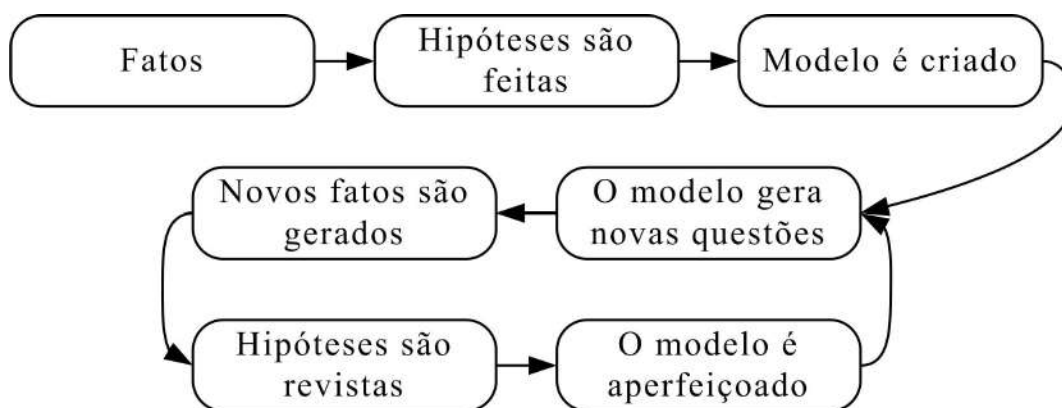 Fatos
Hipóteses são
feitas
Modelo é criado
Novos fatos são
gerados
O modelo gera
novas questões
Hipóteses são
revistas
O modelo é
aperfeiçoado